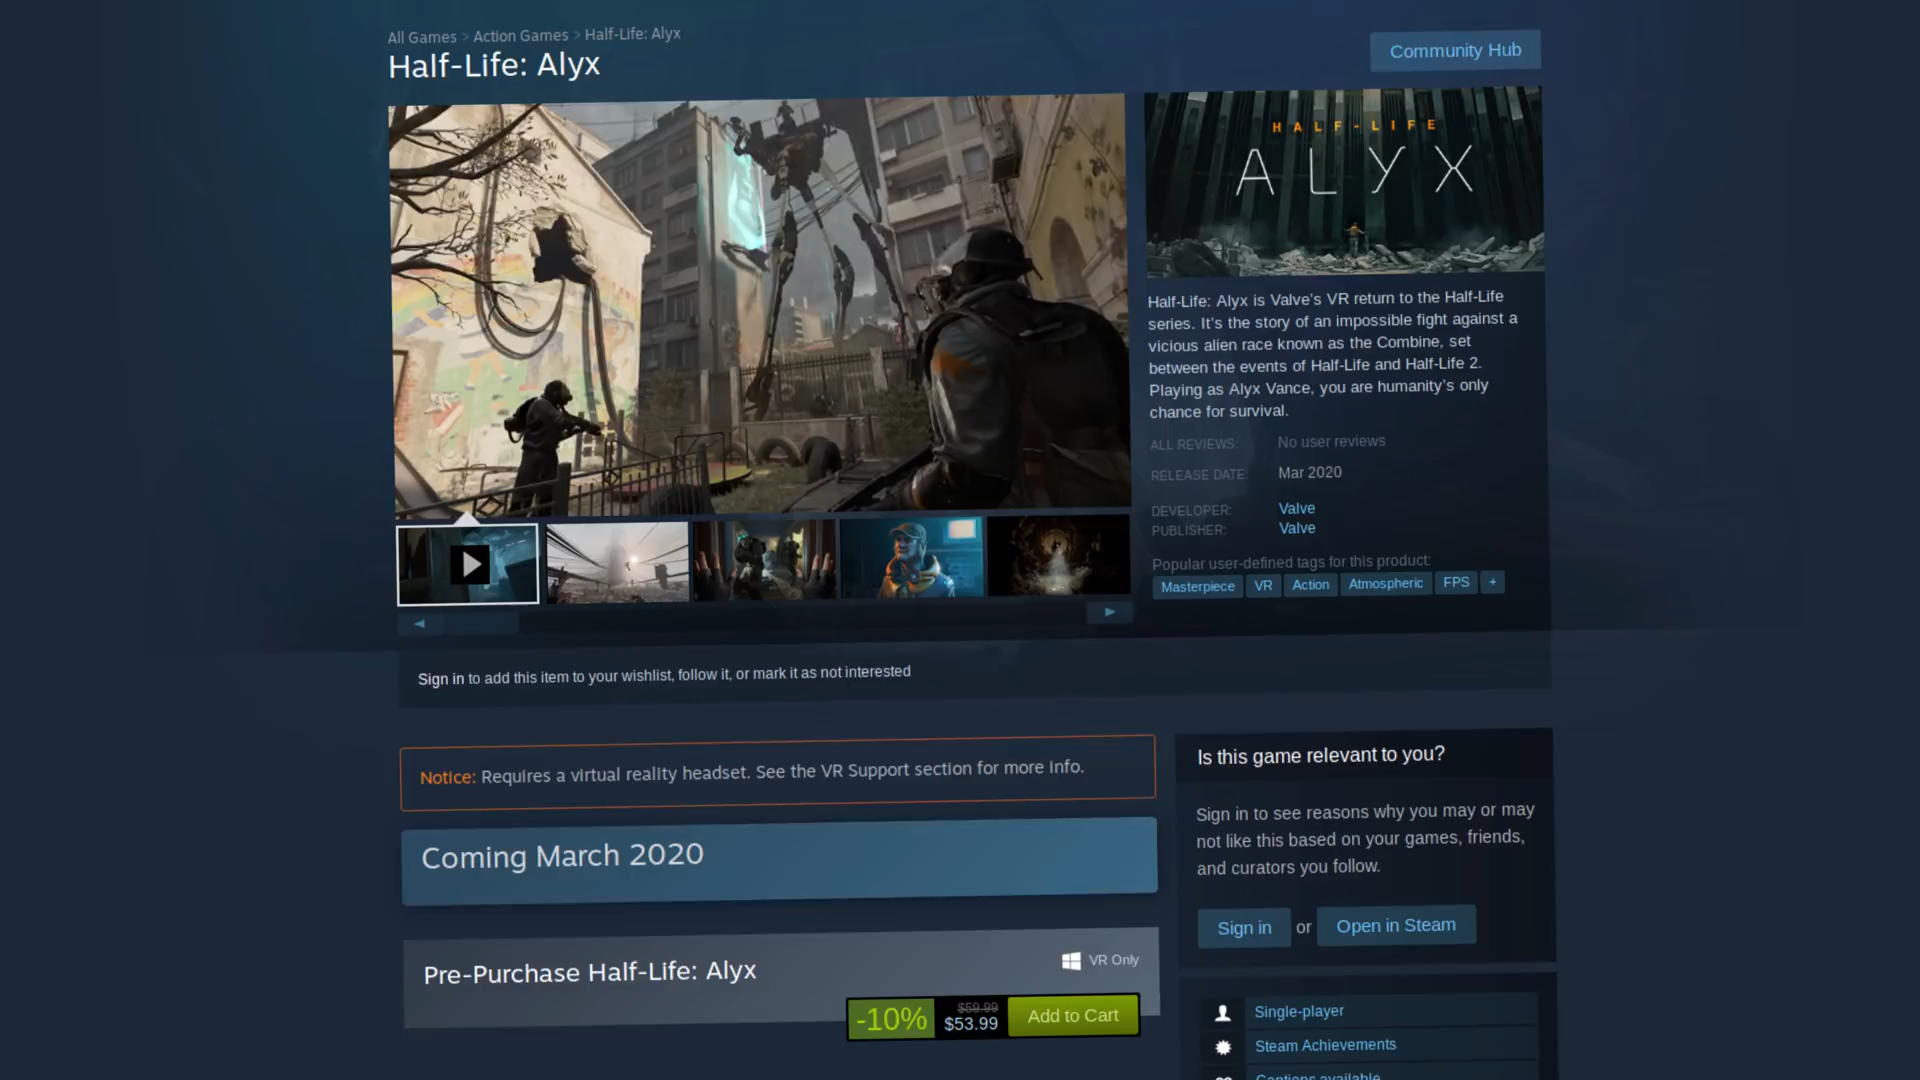 All Games > Action Games > Half-Life: Alyx
Half-Life: Alyx
Community Hub
HALF-LIFE
ALYX
Half-Life: Alyx is Valve's VR return to the Half-Life
series. It's the story of an impossible fight against a
vicious alien race known as the Combine, set
between the events of Half-Life and Half-Life 2.
Playing as Alyx Vance, you are humanity's only
chance for survival.
ALL REVIEWS: No user reviews
RELEASE DATE: Mar 2020
DEVELOPER: Valve
PUBLISHER: Valve
Popular user-defined tags for this product:
Masterpiece VR Action Atmospheric FPS +
Sign in to add this item to your wishlist, follow it, or mark it as not interested
Notice: Requires a virtual reality headset. See the VR Support section for more info.
Coming March 2020
Pre-Purchase Half-Life: Alyx
VR Only
-10% $59.99 $53.99 Add to Cart
Is this game relevant to you?
Sign in to see reasons why you may or may
not like this based on your games, friends,
and curators you follow.
Sign in or Open in Steam
Single-player
Steam Achievements
Captions available